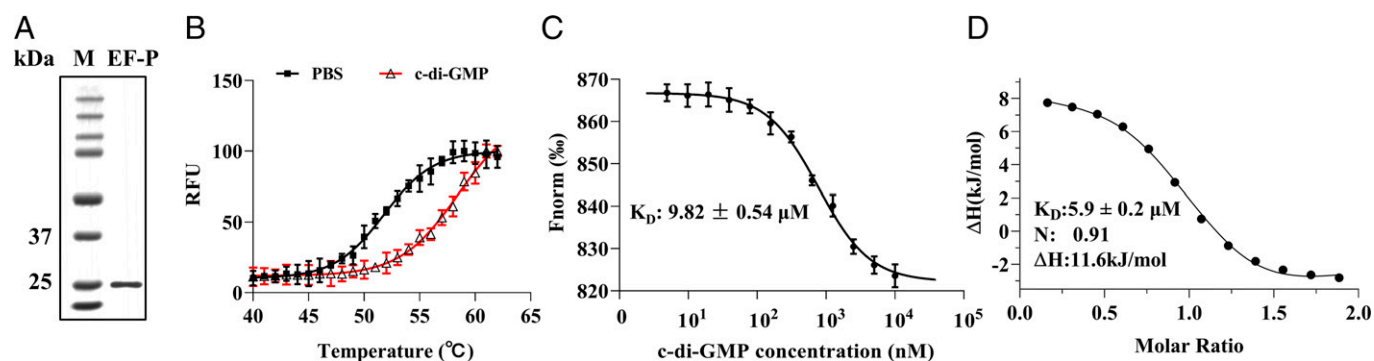 A
kDa M EF-P
37
25
B
PBS c-di-GMP
RFU
150
100
50
0
40 45 50 55 60 65
Temperature (℃)
C
Fnorm (‰)
870
860
850
840
830
820
K_D: 9.82 ± 0.54 μM
0 10¹ 10² 10³ 10⁴ 10⁵
c-di-GMP concentration (nM)
D
ΔH(kJ/mol)
8
6
4
2
0
-2
K_D:5.9 ± 0.2 μM
N: 0.91
ΔH:11.6kJ/mol
0.0 0.5 1.0 1.5 2.0
Molar Ratio